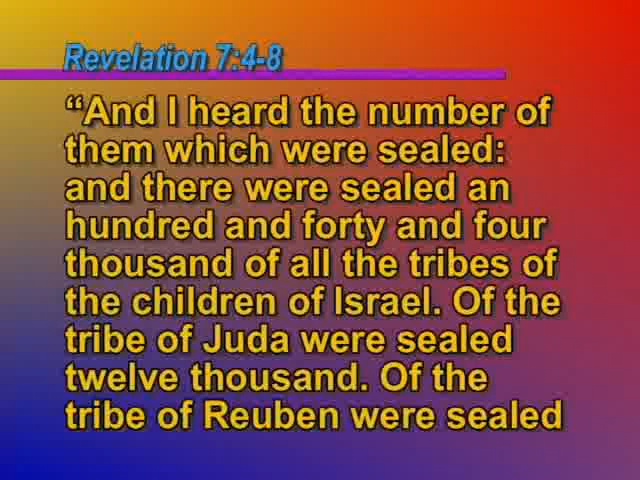 Revelation 7:4-8
“And I heard the number of
them which were sealed:
and there were sealed an
hundred and forty and four
thousand of all the tribes of
the children of Israel. Of the
tribe of Juda were sealed
twelve thousand. Of the
tribe of Reuben were sealed